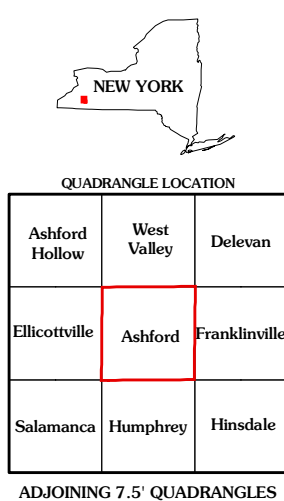 NEW YORK
QUADRANGLE LOCATION
Ashford
Hollow
West
Valley
Delevan
Ellicottville
Ashford
Franklinville
Salamanca
Humphrey
Hinsdale
ADJOINING 7.5' QUADRANGLES